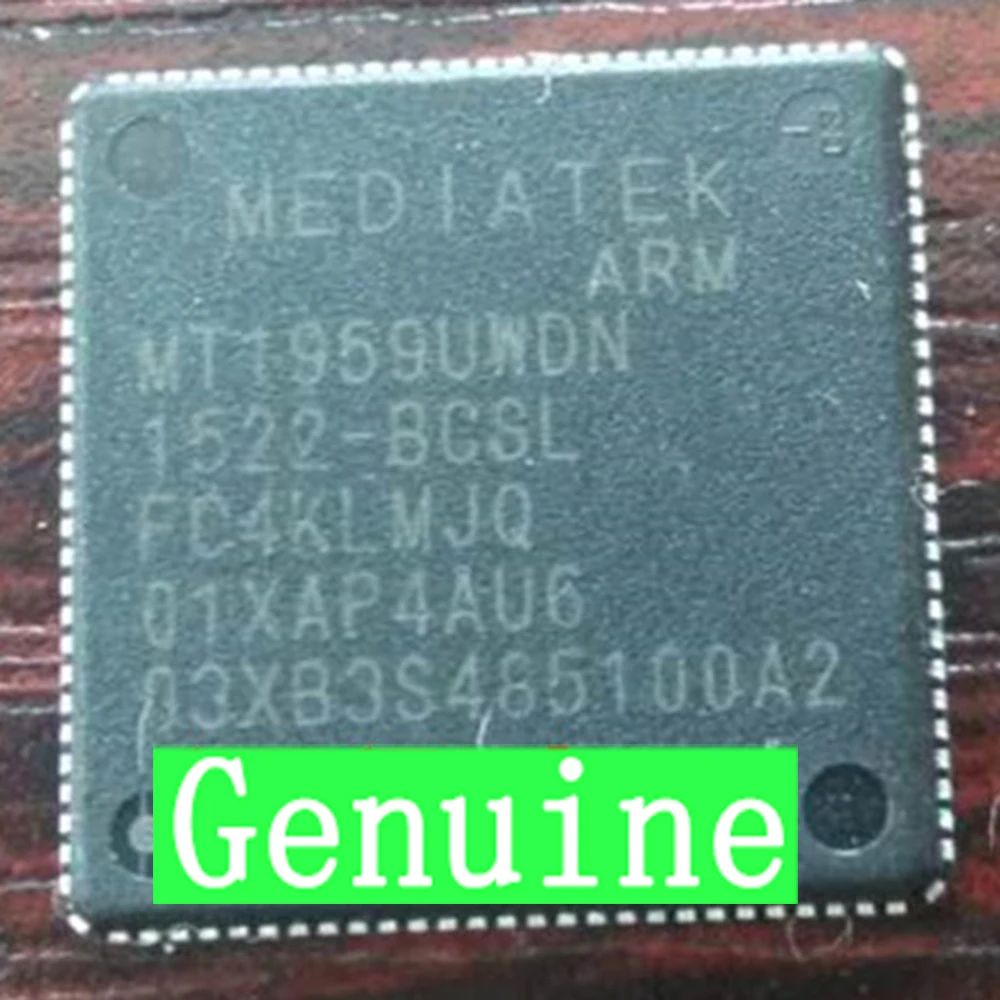 MEDIATEK
ARM
MT1959UWDN
1522-BCSL
FC4KLMJQ
01XAP4AU6
03XB3S485100A2
Genuine